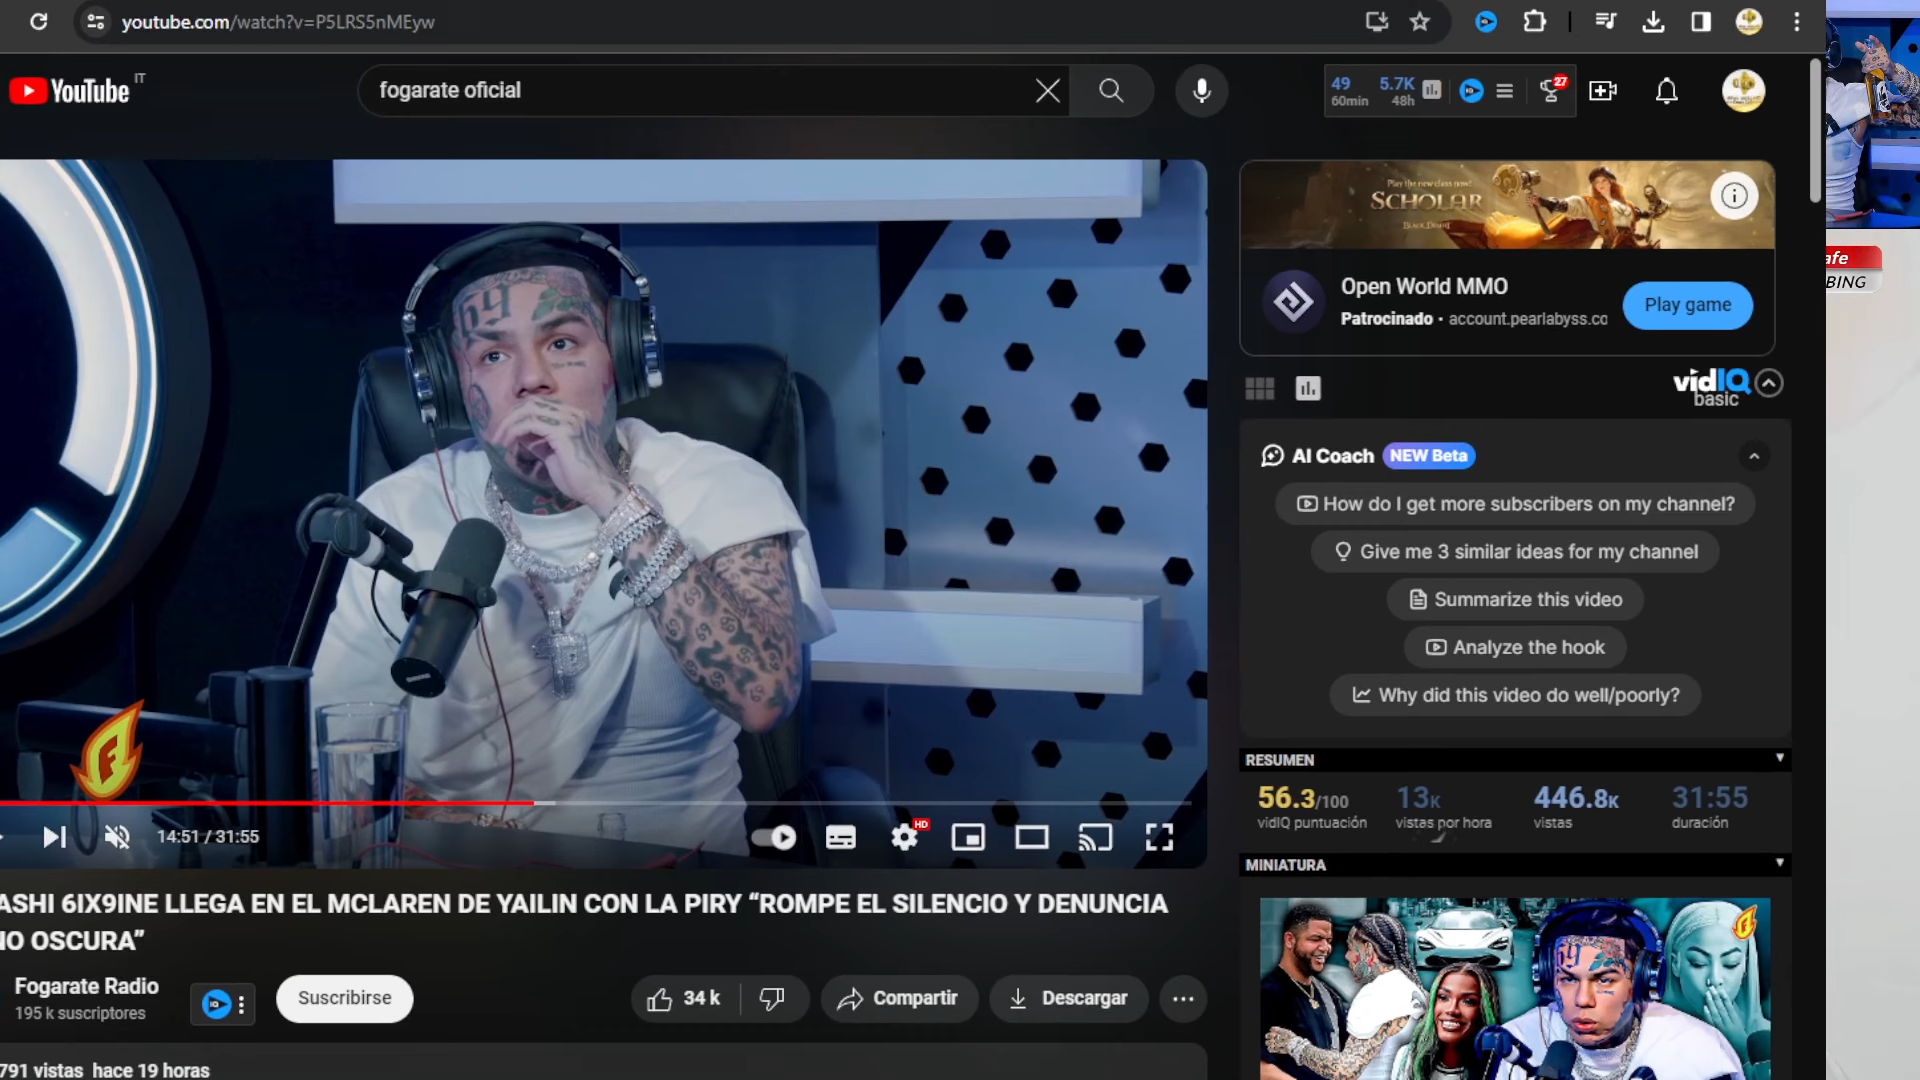 youtube.com/watch?v=P5LRS5nMEyw
YouTube IT
fogarate oficial
49
60min
5.7K
48h
27
69
F
14:51 / 31:55
HD
ASHI 6IX9INE LLEGA EN EL MCLAREN DE YAILIN CON LA PIRY “ROMPE EL SILENCIO Y DENUNCIA
NO OSCURA”
Fogarate Radio
195 k suscriptores
Suscribirse
34 k
Compartir
Descargar
791 vistas hace 19 horas
Play the new class now!
SCHOLAR
BLACK DESERT
Open World MMO
Patrocinado • account.pearlabyss.co
Play game
vidIQ
basic
AI Coach NEW Beta
How do I get more subscribers on my channel?
Give me 3 similar ideas for my channel
Summarize this video
Analyze the hook
Why did this video do well/poorly?
RESUMEN
56.3/100
vidIQ puntuación
13K
vistas por hora
446.8K
vistas
31:55
duración
MINIATURA
69
afe
BING